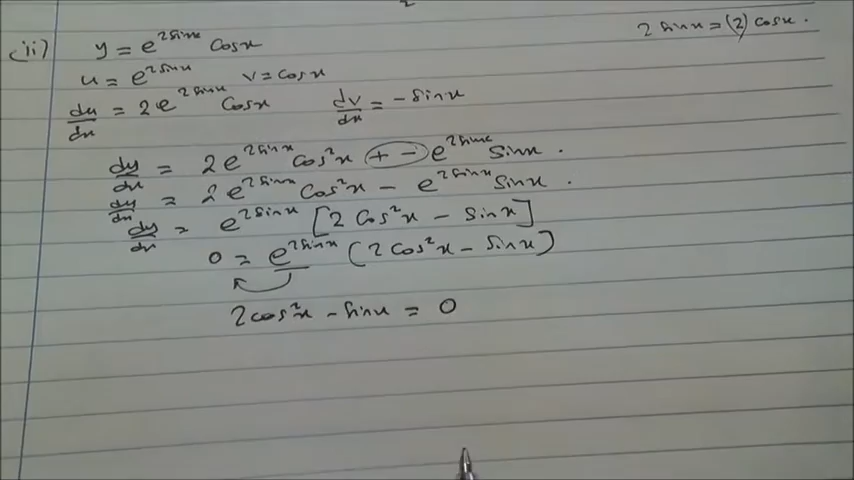 2 sinx = (2) cosx.
(ii) y = e^2sinx cosx
u = e^2sinx v = cosx
du/dx = 2e^2sinx cosx dv/dx = -sinx
dy/dx = 2e^2sinx cos²x + - e^2sinx sinx .
dy/dx = 2e^2sinx cos²x - e^2sinx sinx .
dy/dx = e^2sinx [2 cos²x - sinx]
0 = e^2sinx (2 cos²x - sinx)
2cos²x - sinx = 0